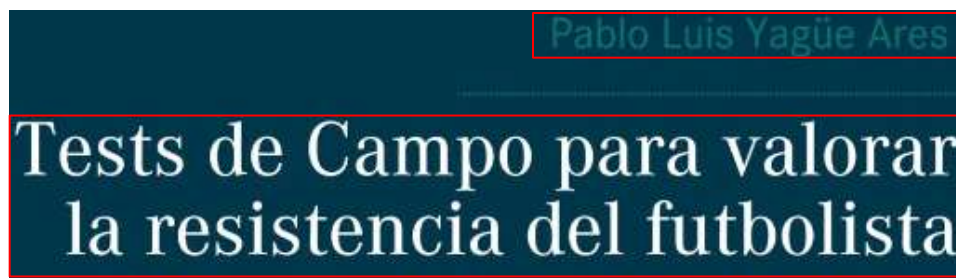 Pablo Luis Yagüe Ares
Tests de Campo para valorar
la resistencia del futbolista